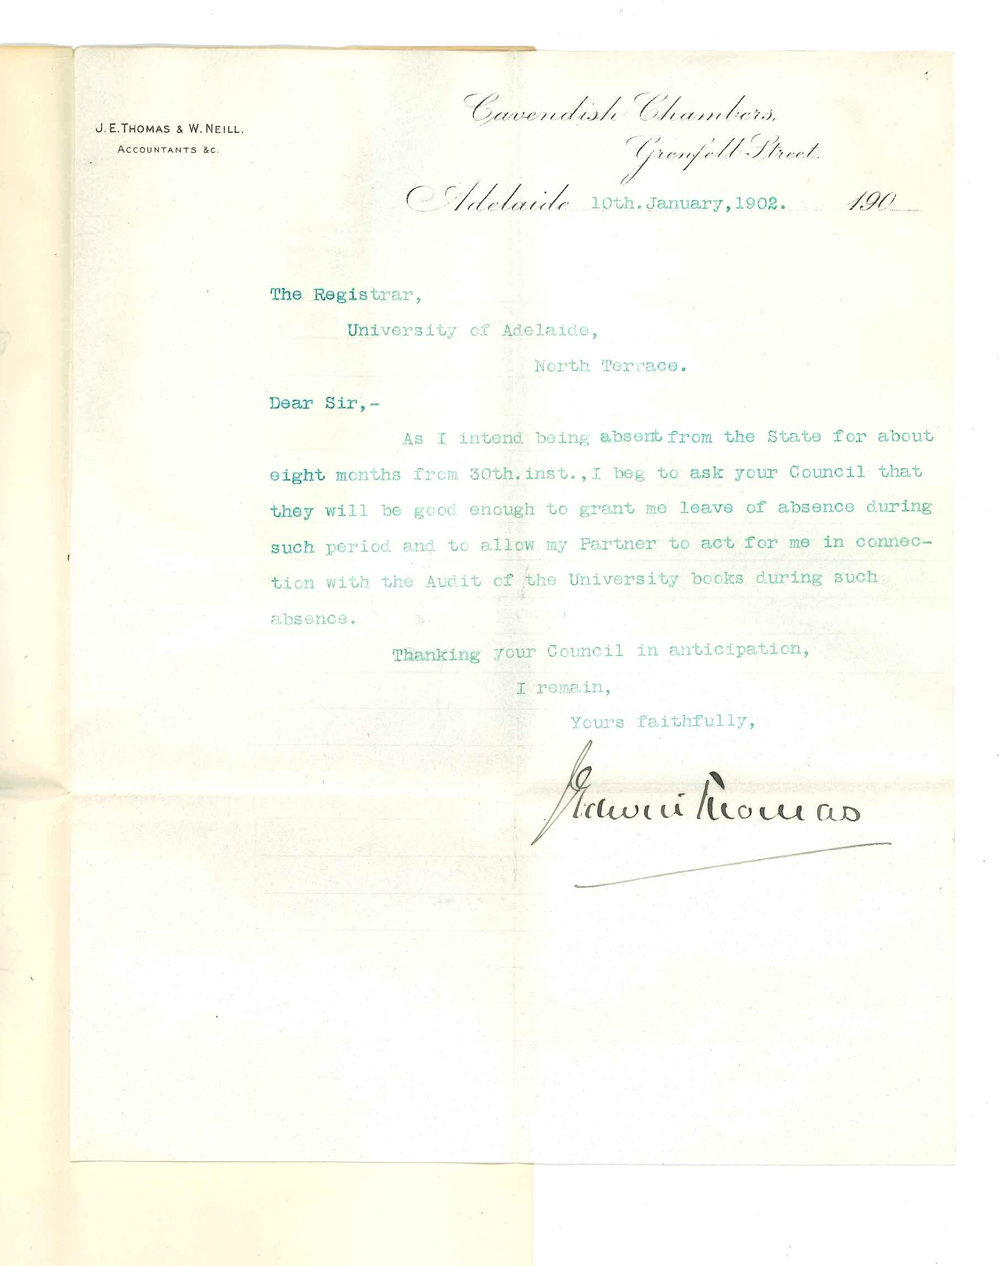 J. E. THOMAS & W. NEILL.
ACCOUNTANTS &C.
Cavendish Chambers,
Grenfell Street.
Adelaide 10th. January, 1902. 190
The Registrar,
University of Adelaide,
North Terrace.
Dear Sir,-
As I intend being absent from the State for about
eight months from 30th. inst., I beg to ask your Council that
they will be good enough to grant me leave of absence during
such period and to allow my Partner to act for me in connec-
tion with the Audit of the University books during such
absence.
Thanking your Council in anticipation,
I remain,
Yours faithfully,
J Edwin Thomas